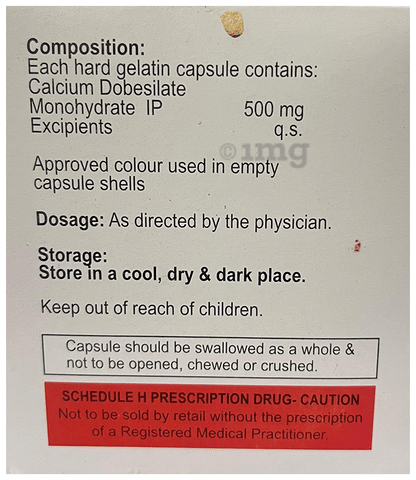 Composition:
Each hard gelatin capsule contains:
Calcium Dobesilate
Monohydrate IP 500 mg
Excipients q.s.
1mg
Approved colour used in empty
capsule shells
Dosage: As directed by the physician.
Storage:
Store in a cool, dry & dark place.
Keep out of reach of children.
Capsule should be swallowed as a whole &
not to be opened, chewed or crushed.
SCHEDULE H PRESCRIPTION DRUG- CAUTION
Not to be sold by retail without the prescription
of a Registered Medical Practitioner.